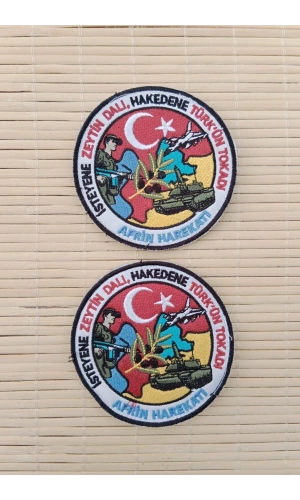 İSTEYENE ZEYTİN DALI, HAKEDENE TÜRK'ÜN TOKADI
AFRİN HAREKATI
İSTEYENE ZEYTİN DALI, HAKEDENE TÜRK'ÜN TOKADI
AFRİN HAREKATI